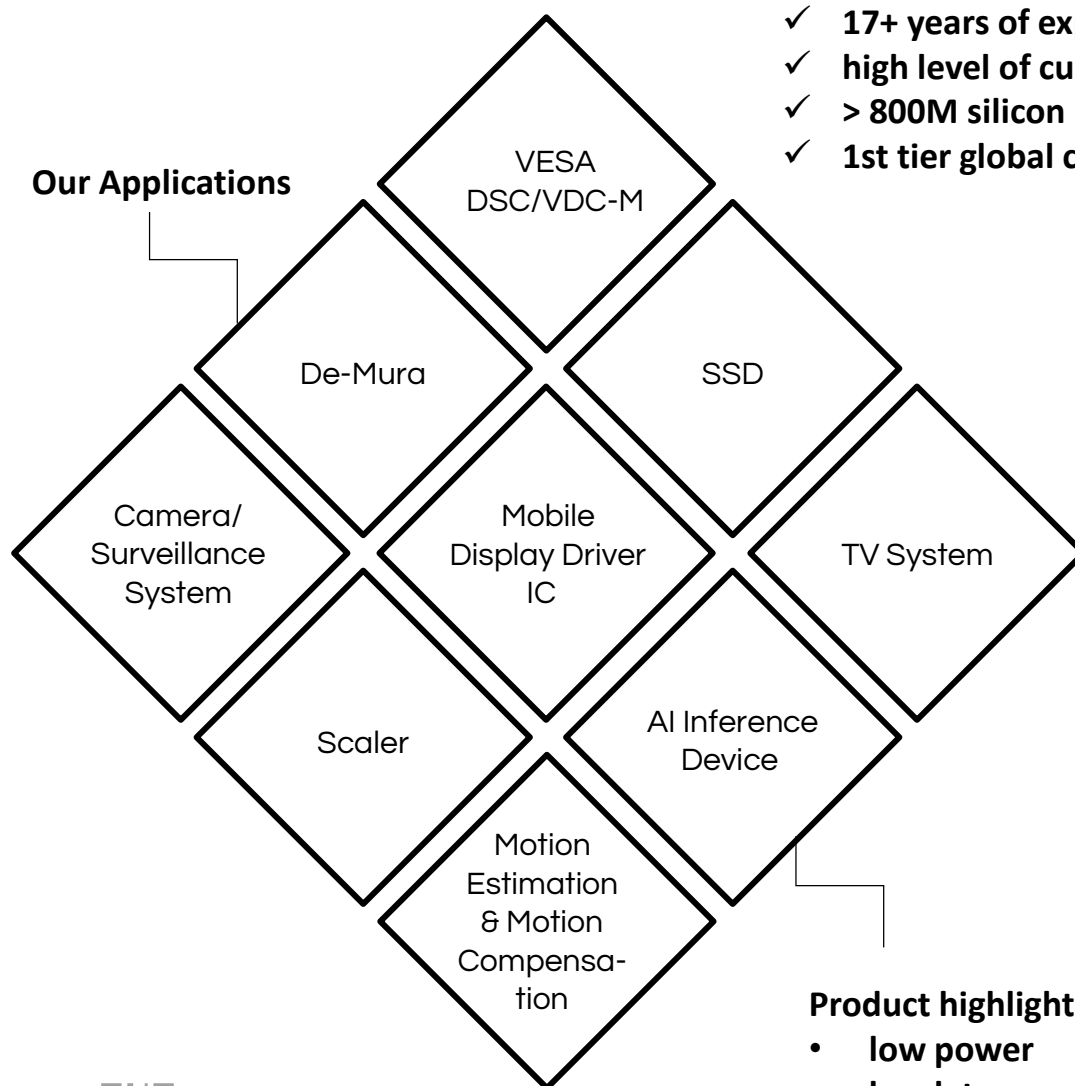 ✓ 17+ years of ex
✓ high level of cu
✓ > 800M silicon
✓ 1st tier global c
Our Applications
VESA
DSC/VDC-M
De-Mura
SSD
Camera/
Surveillance
System
Mobile
Display Driver
IC
TV System
Scaler
AI Inference
Device
Motion
Estimation
& Motion
Compensa-
tion
Product highlight
• low power